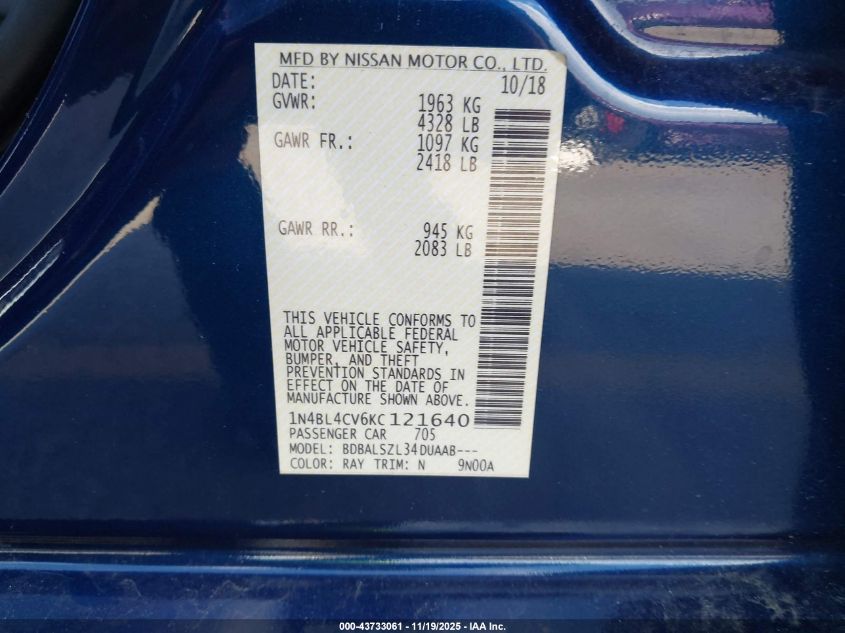 MFD BY NISSAN MOTOR CO., LTD.
DATE: 10/18
GVWR: 1963 KG
4328 LB
GAWR FR.: 1097 KG
2418 LB
GAWR RR.: 945 KG
2083 LB
THIS VEHICLE CONFORMS TO
ALL APPLICABLE FEDERAL
MOTOR VEHICLE SAFETY,
BUMPER, AND THEFT
PREVENTION STANDARDS IN
EFFECT ON THE DATE OF
MANUFACTURE SHOWN ABOVE.
1N4BL4CV6KC121640
PASSENGER CAR 705
MODEL: BDBALSZL34DUAAB---
COLOR: RAY TRIM: N 9N00A
000-43733061 - 11/19/2025 - IAA Inc.